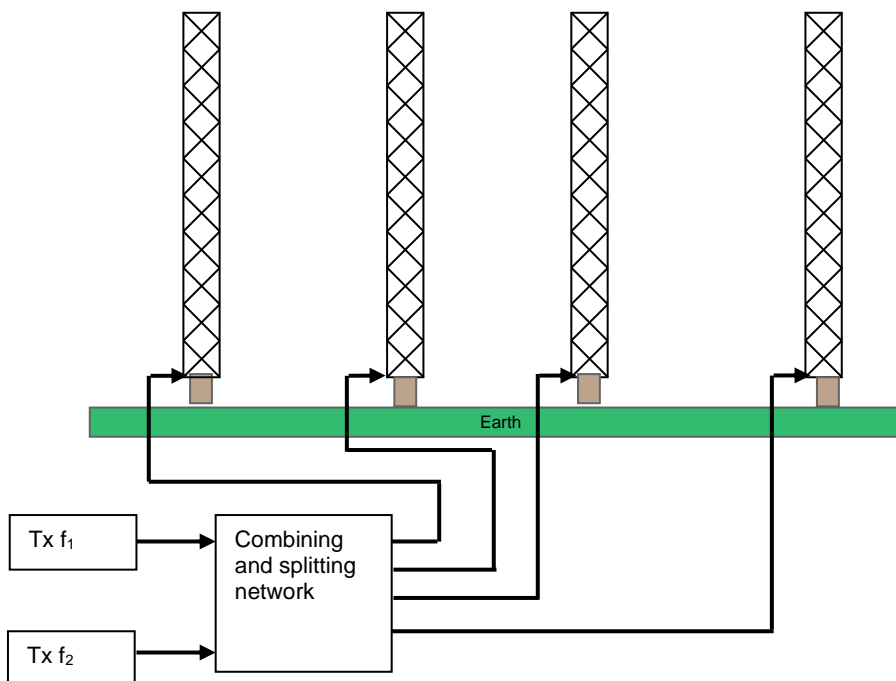 Earth
Tx f₁
Combining
and splitting
network
Tx f₂